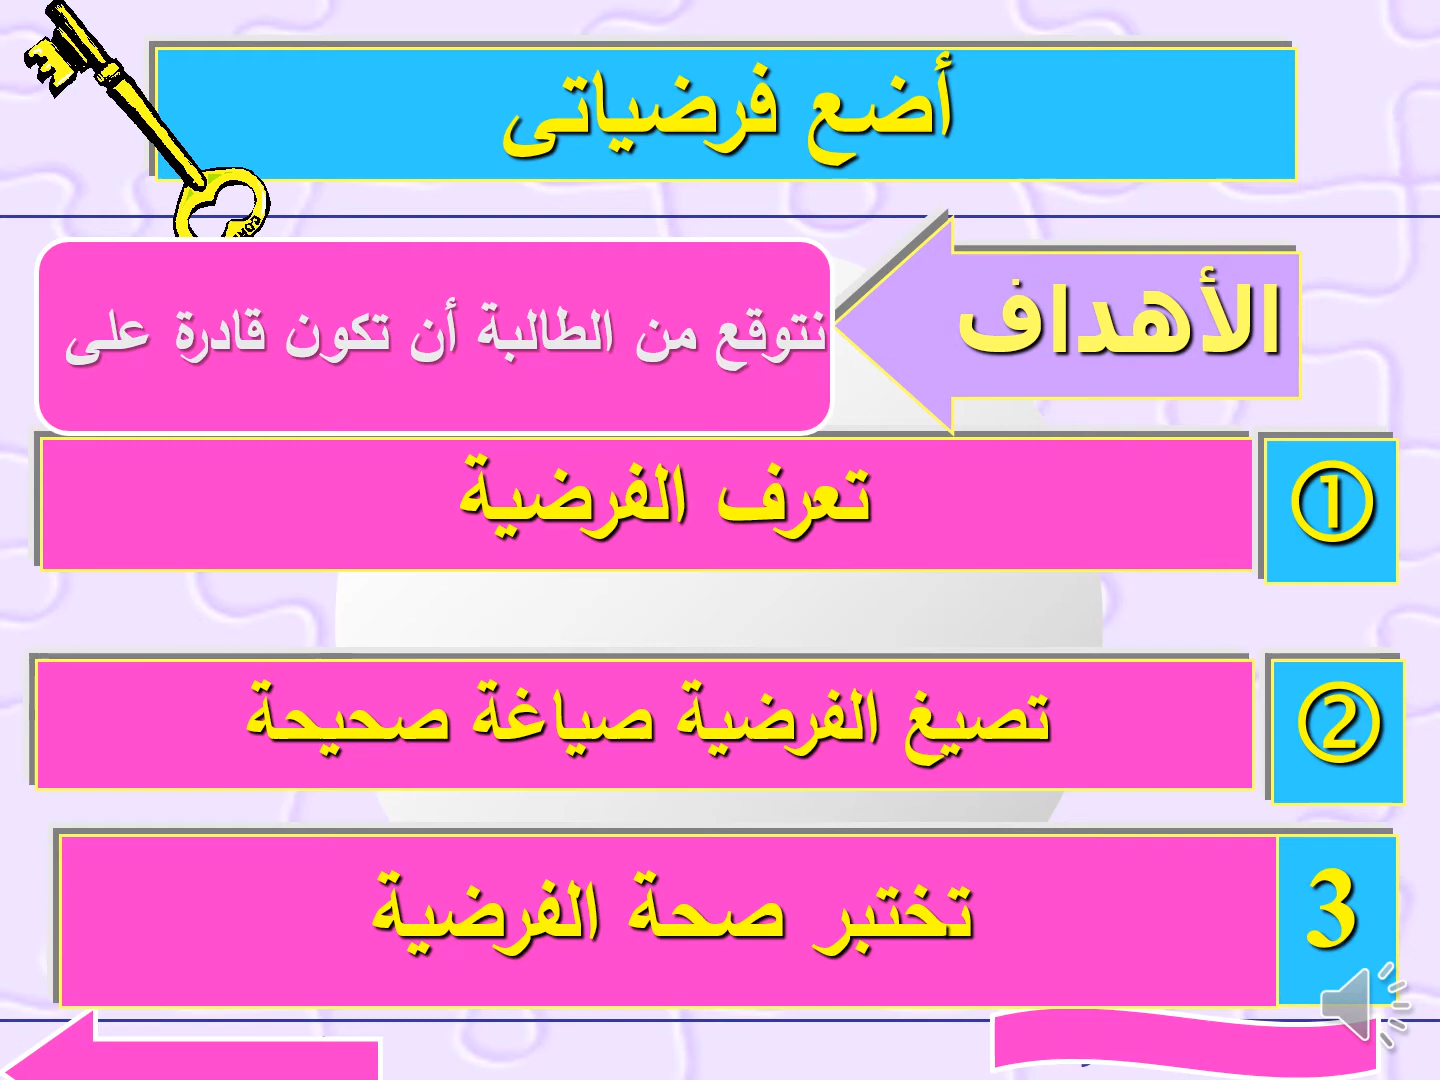 أضع فرضياتى
الأهداف
نتوقع من الطالبة أن تكون قادرة على
① تعرف الفرضية
② تصيغ الفرضية صياغة صحيحة
3 تختبر صحة الفرضية